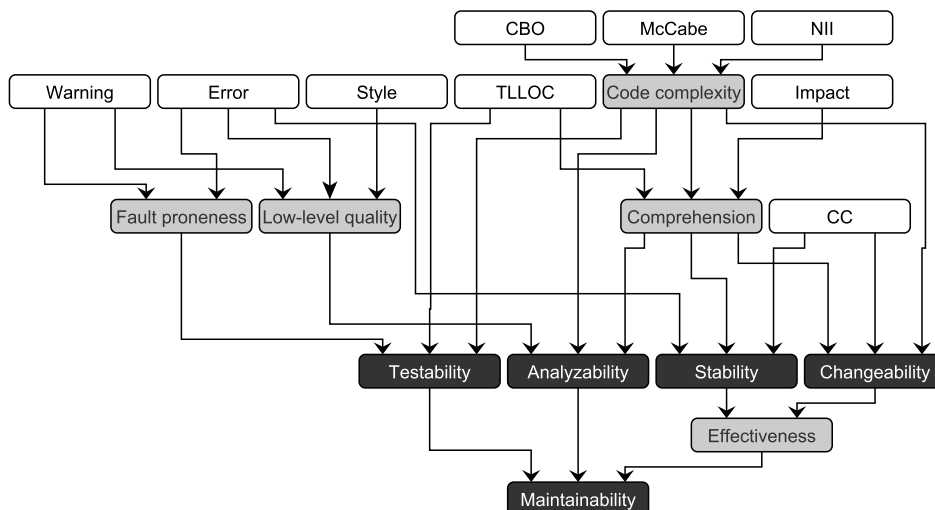 CBO
McCabe
NII
Warning
Error
Style
TLLOC
Code complexity
Impact
Fault proneness
Low-level quality
Comprehension
CC
Testability
Analyzability
Stability
Changeability
Effectiveness
Maintainability